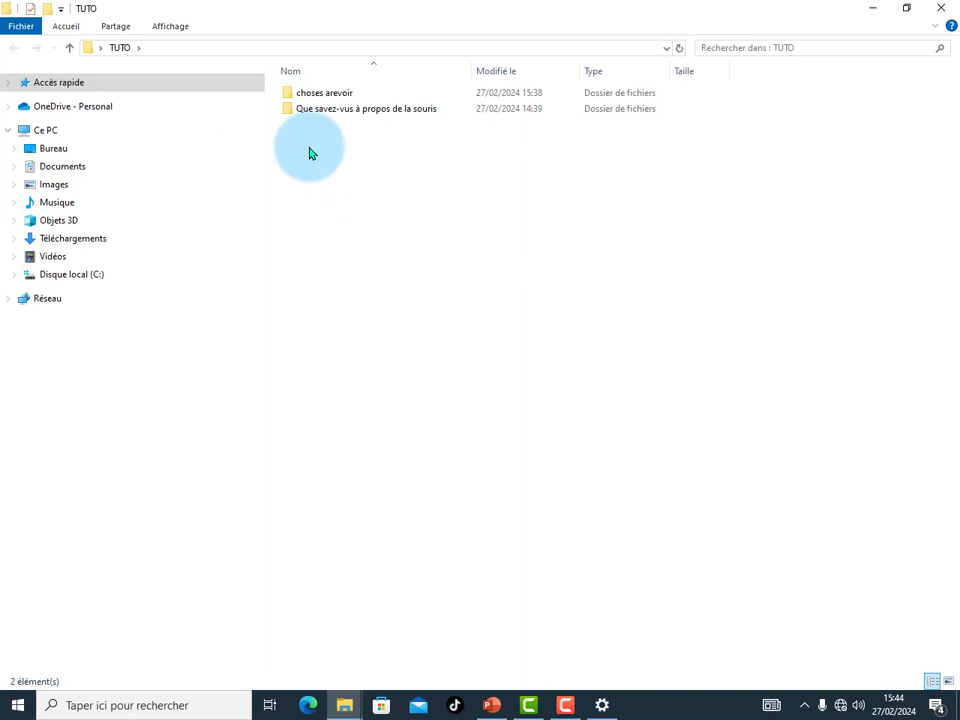 TUTO
Fichier Accueil Partage Affichage
TUTO Rechercher dans : TUTO
Nom Modifié le Type Taille
Accès rapide
choses arevoir 27/02/2024 15:38 Dossier de fichiers
Que savez-vus à propos de la souris 27/02/2024 14:39 Dossier de fichiers
OneDrive - Personal
Ce PC
Bureau
Documents
Images
Musique
Objets 3D
Téléchargements
Vidéos
Disque local (C:)
Réseau
2 élément(s)
Taper ici pour rechercher
15:44
27/02/2024
4